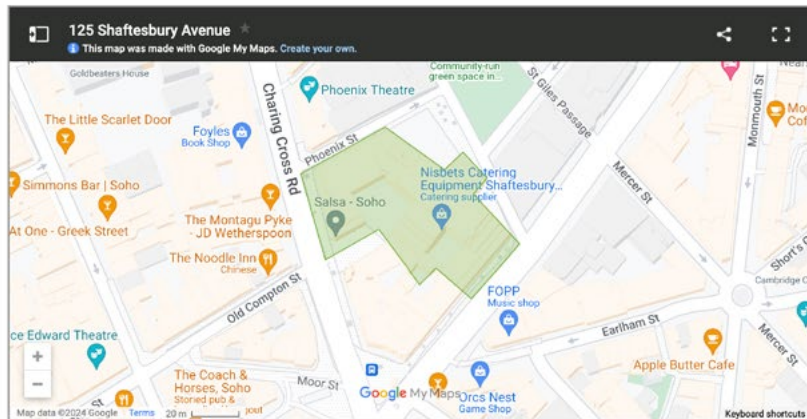 125 Shaftesbury Avenue
This map was made with Google My Maps. Create your own.
Goldbeaters House
Community-run
green space in...
Phoenix Theatre
St Giles Passage
Monmouth St
The Little Scarlet Door
Foyles
Book Shop
Charing Cross Rd
Phoenix St
Mercer St
Nisbets Catering
Equipment Shaftesbury...
Catering supplier
Simmons Bar | Soho
Salsa - Soho
The Montagu Pyke
- JD Wetherspoon
At One - Greek Street
The Noodle Inn
Chinese
Short's
Old Compton St
FOPP
Music shop
Cambridge C
Earlham St
Mercer St
ce Edward Theatre
Apple Butter Cafe
The Coach &
Horses, Soho
Storied pub &
Moor St
Google My Maps
Orcs Nest
Game Shop
Map data ©2024 Google
Terms
20 m
Keyboard shortcuts